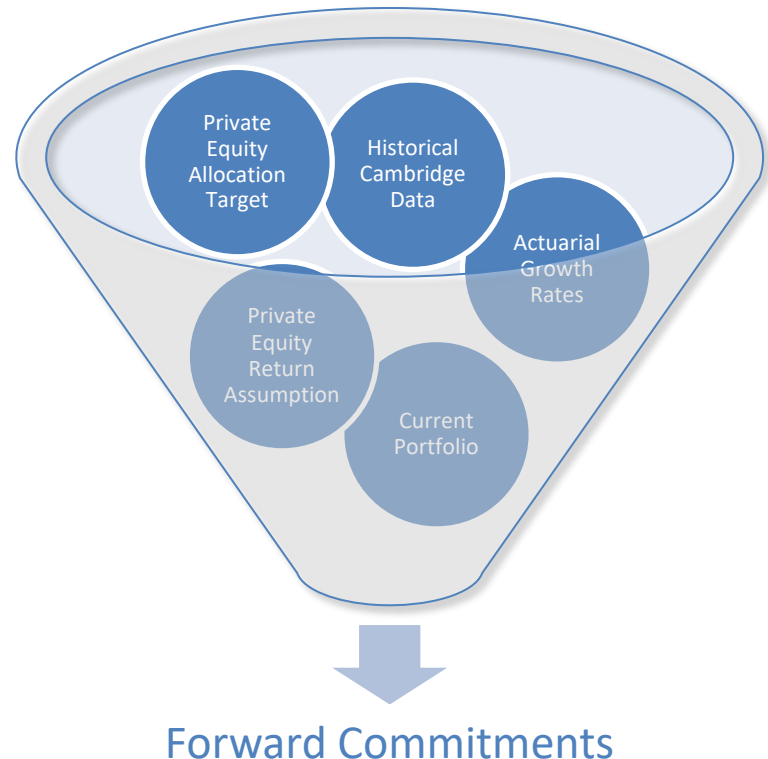 Private
Equity
Allocation
Target
Historical
Cambridge
Data
Actuarial
Growth
Rates
Private
Equity
Return
Assumption
Current
Portfolio
Forward Commitments